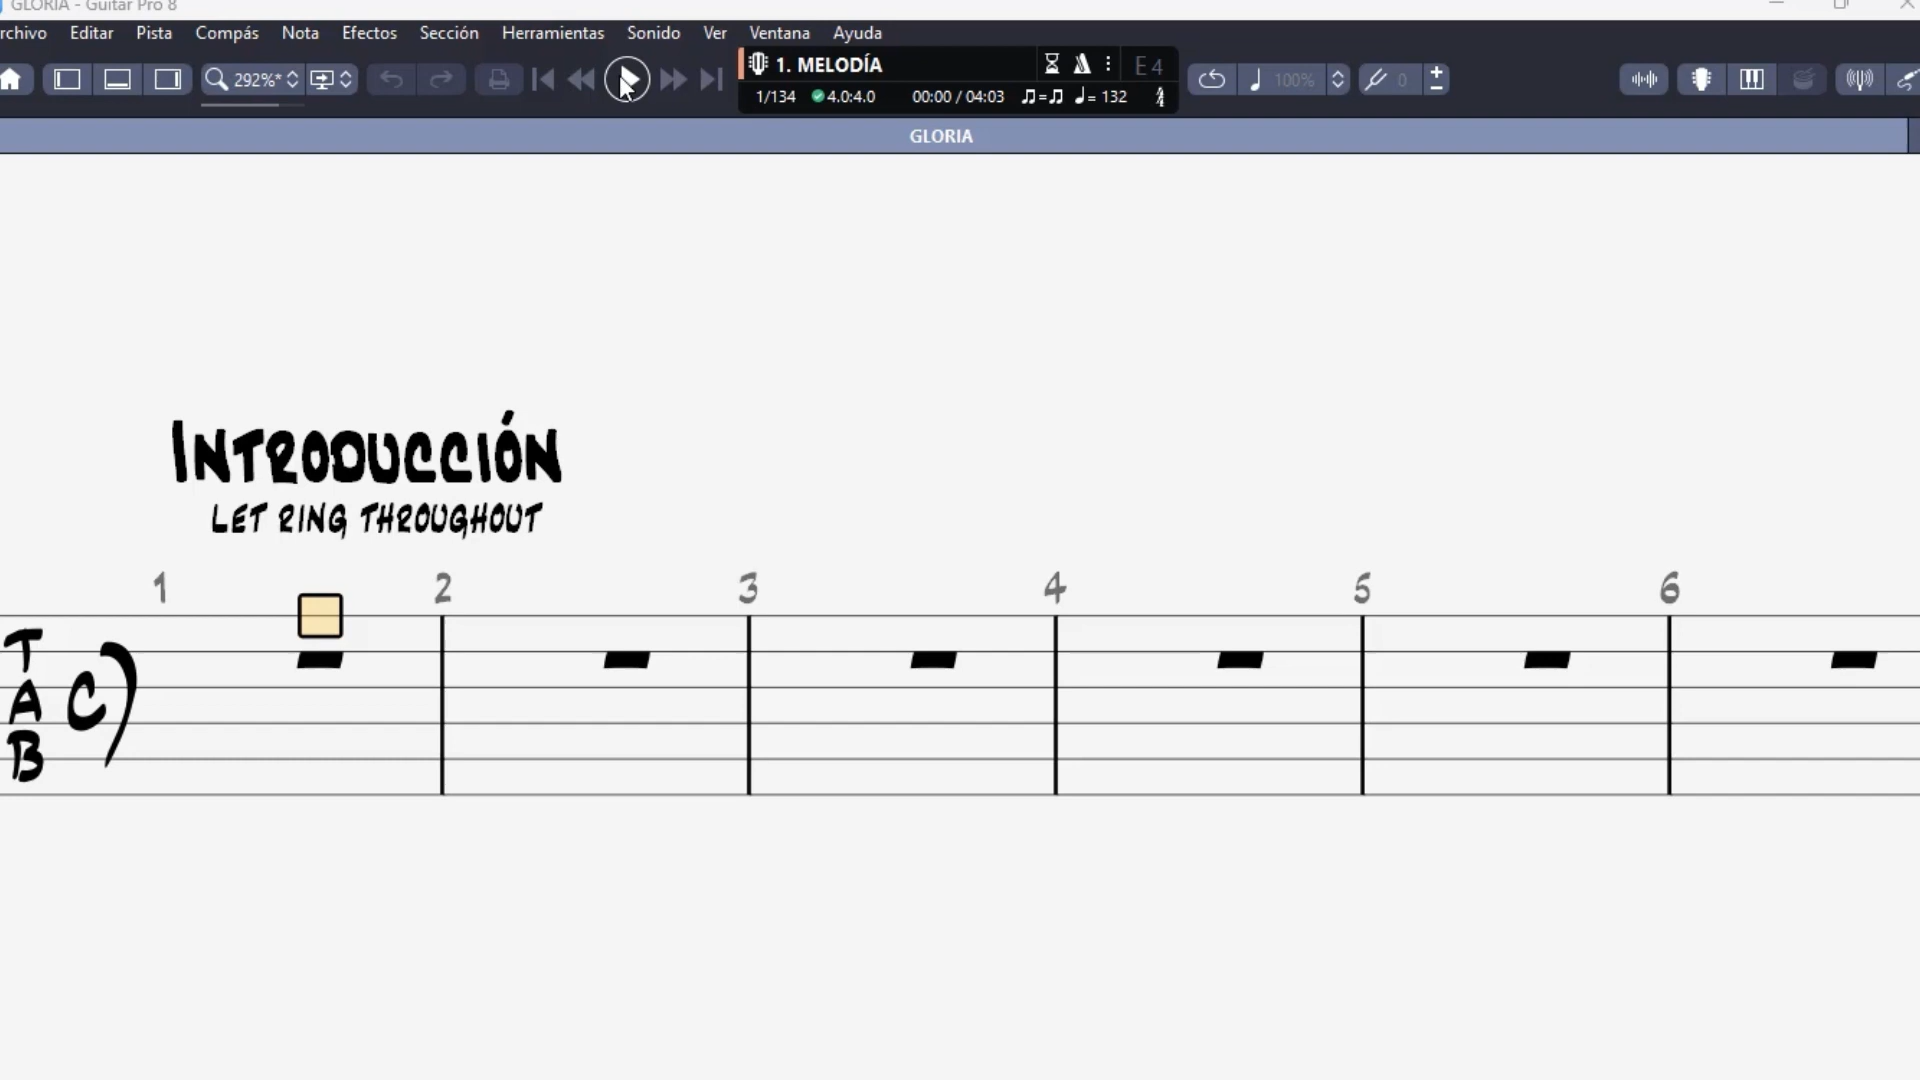 GLORIA - Guitar Pro 8
rchivo Editar Pista Compás Nota Efectos Sección Herramientas Sonido Ver Ventana Ayuda
292%* 1. MELODÍA E 4 100% 0
1/134 4.0:4.0 00:00 / 04:03 ♫=♫ ♩= 132
GLORIA
INTRODUCCIÓN
LET RING THROUGHOUT
1 2 3 4 5 6
T
A
B
C